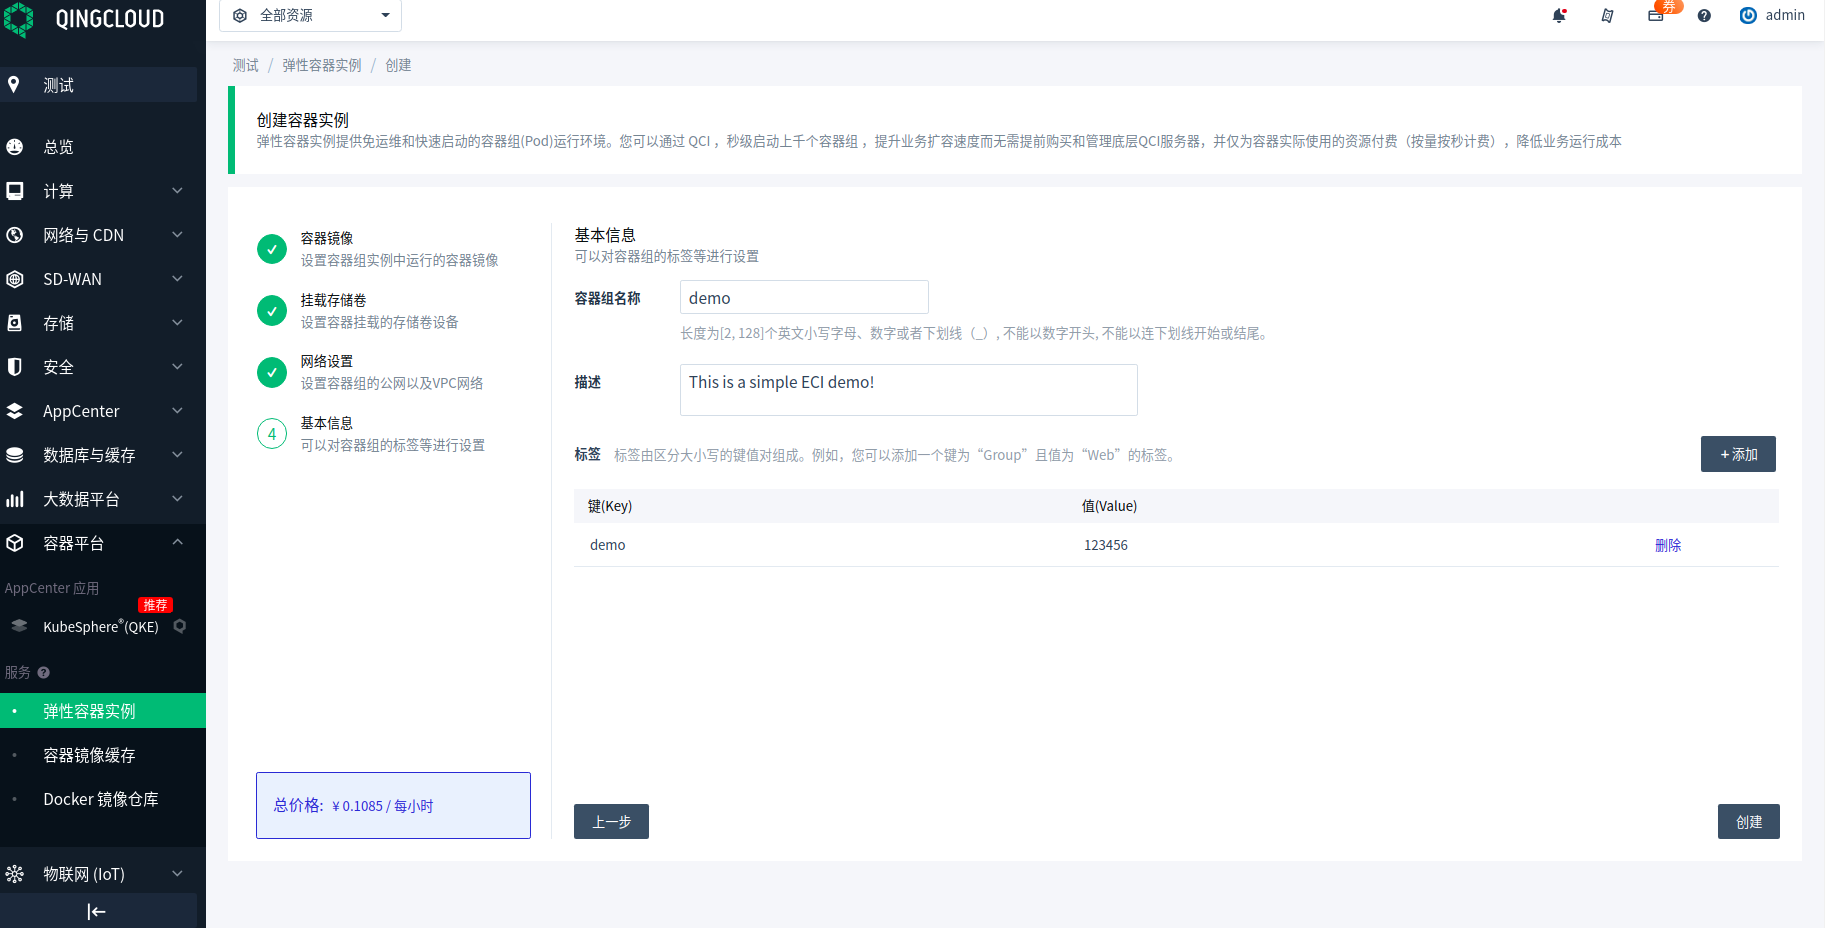 QINGCLOUD
全部资源
券
admin
测试
总览
计算
网络与 CDN
SD-WAN
存储
安全
AppCenter
数据库与缓存
大数据平台
容器平台
AppCenter 应用
推荐
KubeSphere®(QKE)
服务
弹性容器实例
容器镜像缓存
Docker 镜像仓库
物联网 (IoT)
测试 / 弹性容器实例 / 创建
创建容器实例
弹性容器实例提供免运维和快速启动的容器组(Pod)运行环境。您可以通过 QCI ，秒级启动上千个容器组 ，提升业务扩容速度而无需提前购买和管理底层QCI服务器，并仅为容器实际使用的资源付费（按量按秒计费），降低业务运行成本
容器镜像
设置容器组实例中运行的容器镜像
挂载存储卷
设置容器挂载的存储卷设备
网络设置
设置容器组的公网以及VPC网络
4
基本信息
可以对容器组的标签等进行设置
总价格: ¥ 0.1085 / 每小时
基本信息
可以对容器组的标签等进行设置
容器组名称 demo
长度为[2, 128]个英文小写字母、数字或者下划线（_）, 不能以数字开头, 不能以连下划线开始或结尾。
描述 This is a simple ECI demo!
标签 标签由区分大小写的键值对组成。例如，您可以添加一个键为“Group”且值为“Web”的标签。
+ 添加
键(Key) 值(Value)
demo 123456 删除
上一步
创建